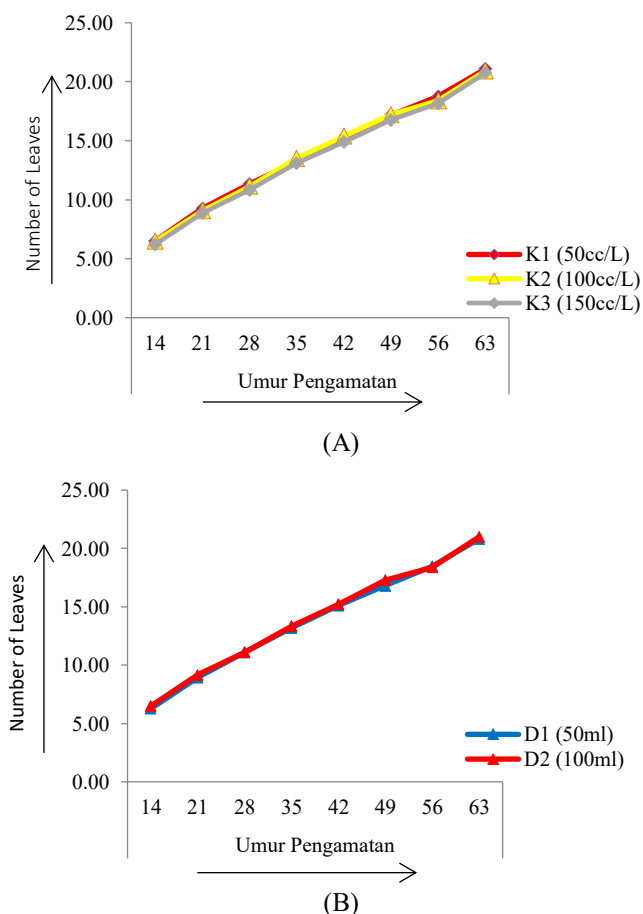 25.00
20.00
15.00
10.00
5.00
0.00
Number of Leaves
K1 (50cc/L)
K2 (100cc/L)
K3 (150cc/L)
14 21 28 35 42 49 56 63
Umur Pengamatan
(A)
25.00
20.00
15.00
10.00
5.00
0.00
Number of Leaves
D1 (50ml)
D2 (100ml)
14 21 28 35 42 49 56 63
Umur Pengamatan
(B)